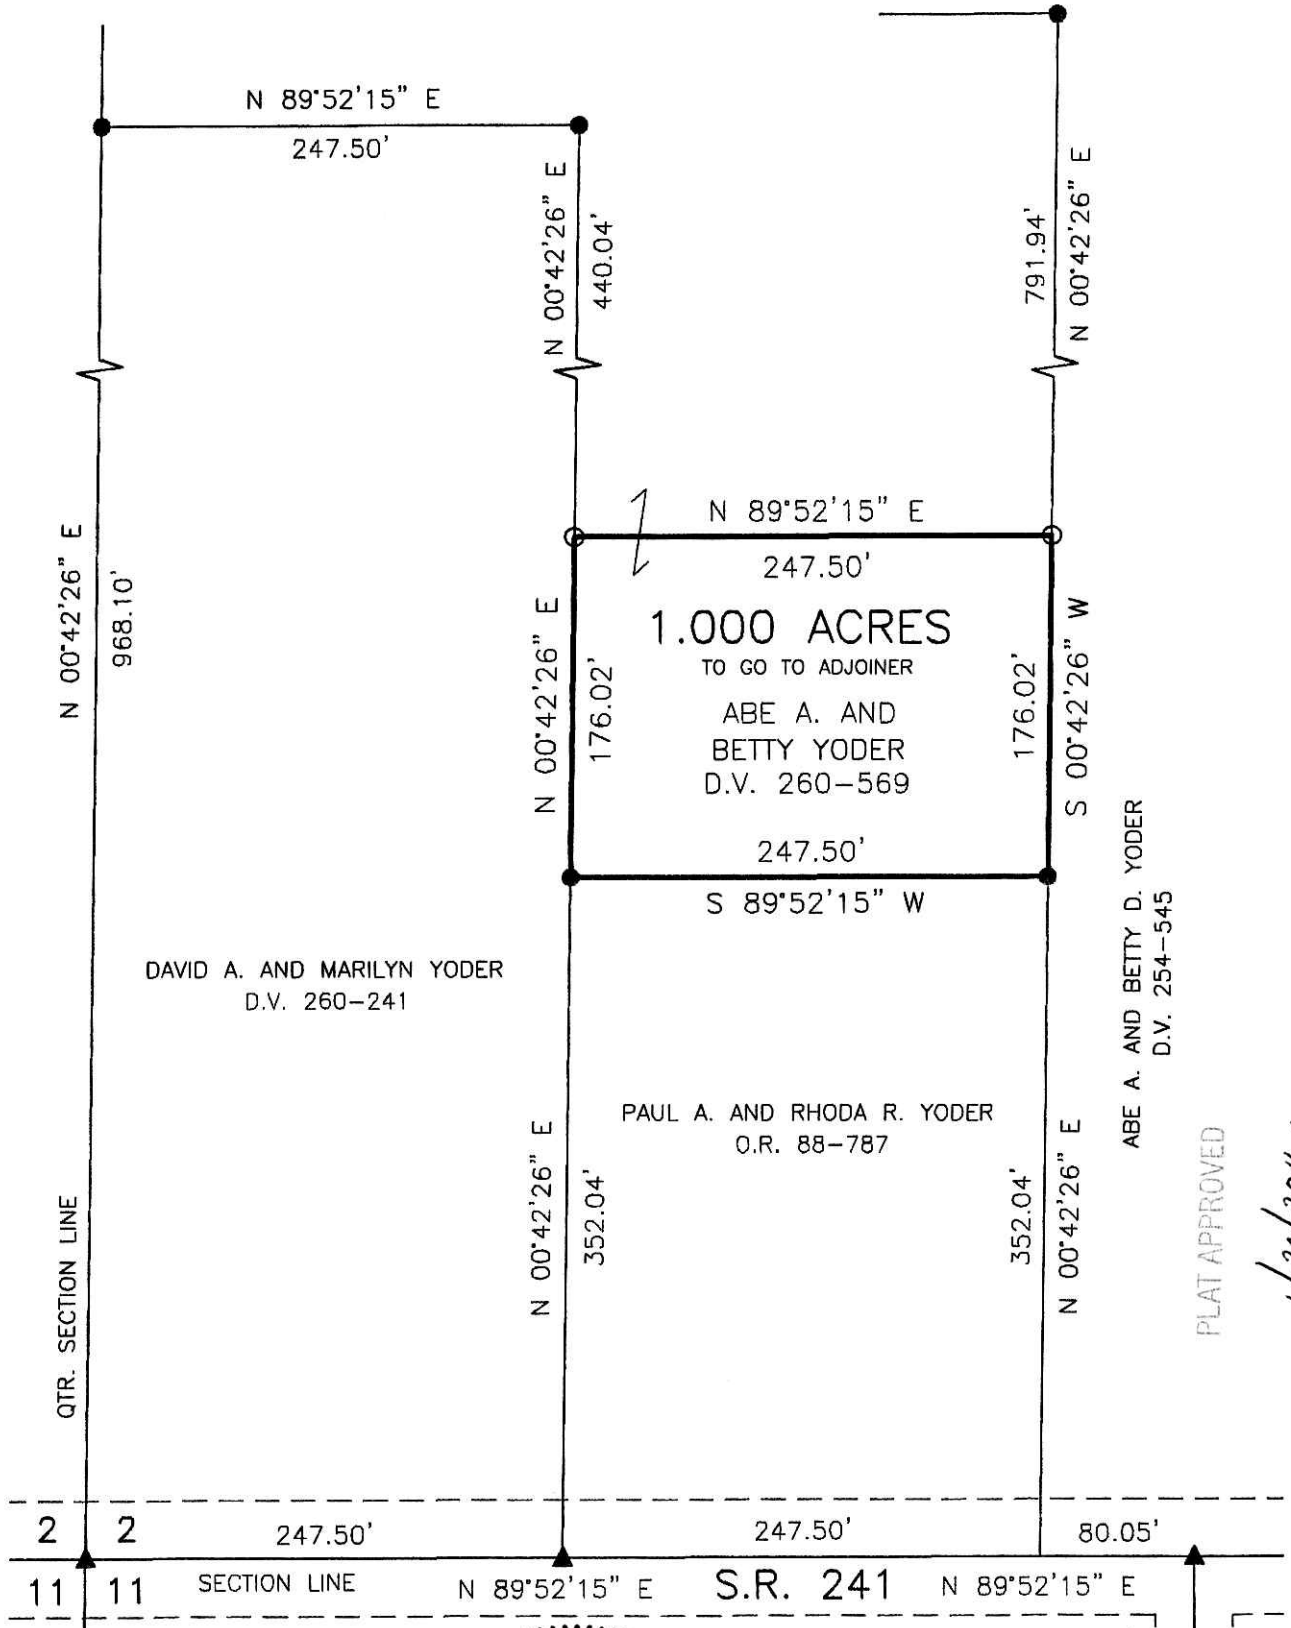 N 89°52'15" E
247.50'
N 00°42'26" E
440.04'
791.94'
N 00°42'26" E
N 00°42'26" E
968.10'
N 89°52'15" E
247.50'
1.000 ACRES
TO GO TO ADJOINER
ABE A. AND
BETTY YODER
D.V. 260-569
N 00°42'26" E
176.02'
176.02'
S 00°42'26" W
247.50'
S 89°52'15" W
DAVID A. AND MARILYN YODER
D.V. 260-241
PAUL A. AND RHODA R. YODER
O.R. 88-787
ABE A. AND BETTY D. YODER
D.V. 254-545
N 00°42'26" E
352.04'
352.04'
N 00°42'26" E
PLAT APPROVED
QTR. SECTION LINE
2 2 247.50' 247.50' 80.05'
11 11 SECTION LINE N 89°52'15" E S.R. 241 N 89°52'15" E